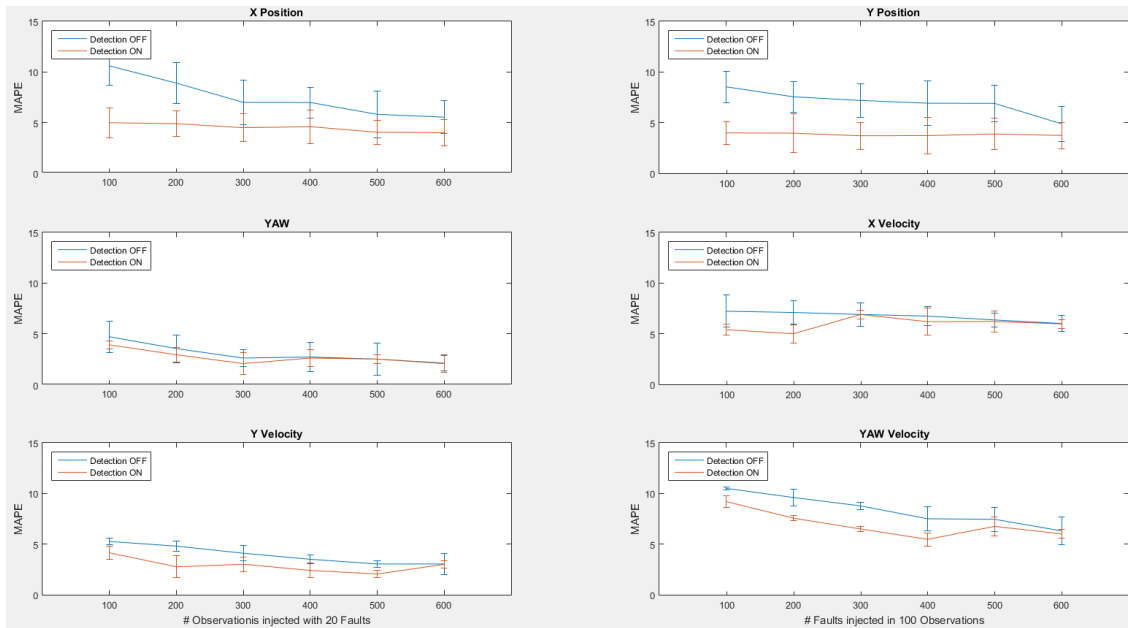 X Position
15
Detection OFF
Detection ON
10
MAPE
5
0
100 200 300 400 500 600
Y Position
15
Detection OFF
Detection ON
10
MAPE
5
0
100 200 300 400 500 600
YAW
15
Detection OFF
Detection ON
10
MAPE
5
0
100 200 300 400 500 600
X Velocity
15
Detection OFF
Detection ON
10
MAPE
5
0
100 200 300 400 500 600
Y Velocity
15
Detection OFF
Detection ON
10
MAPE
5
0
100 200 300 400 500 600
# Observationis injected with 20 Faults
YAW Velocity
15
Detection OFF
Detection ON
10
MAPE
5
0
100 200 300 400 500 600
# Faults injected in 100 Observations